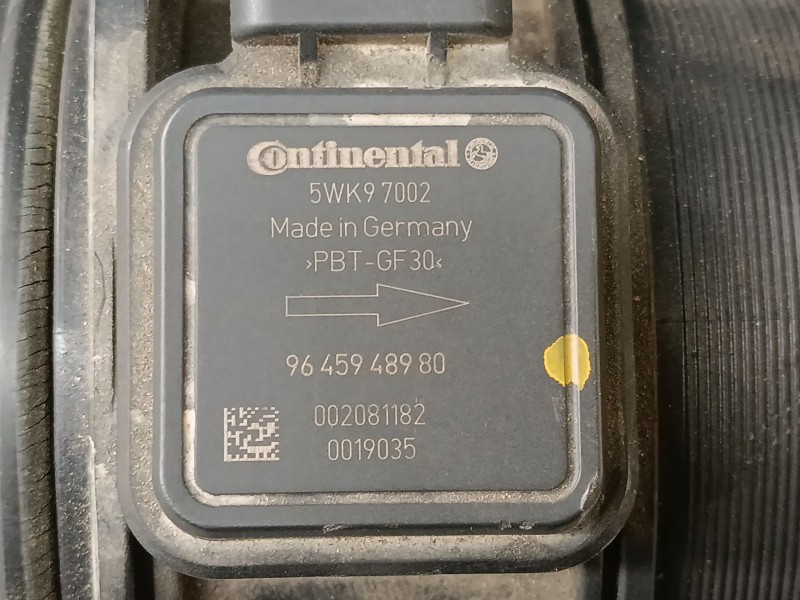 Continental
5WK9 7002
Made in Germany
>PBT-GF30<
96 459 489 80
002081182
0019035